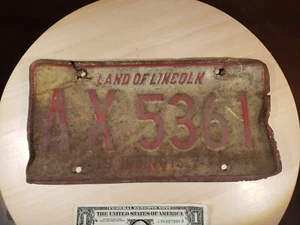 LAND OF LINCOLN
AX 5361
FEDERAL RESERVE NOTE
THE UNITED STATES OF AMERICA